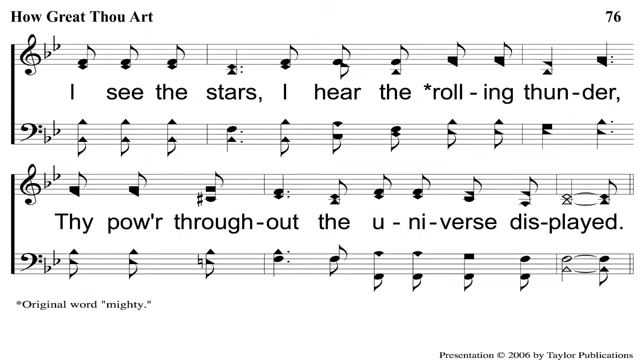 How Great Thou Art 76
I see the stars, I hear the *roll-ing thun-der,
Thy pow'r through-out the u-ni-verse dis-played.
*Original word "mighty."
Presentation © 2006 by Taylor Publications